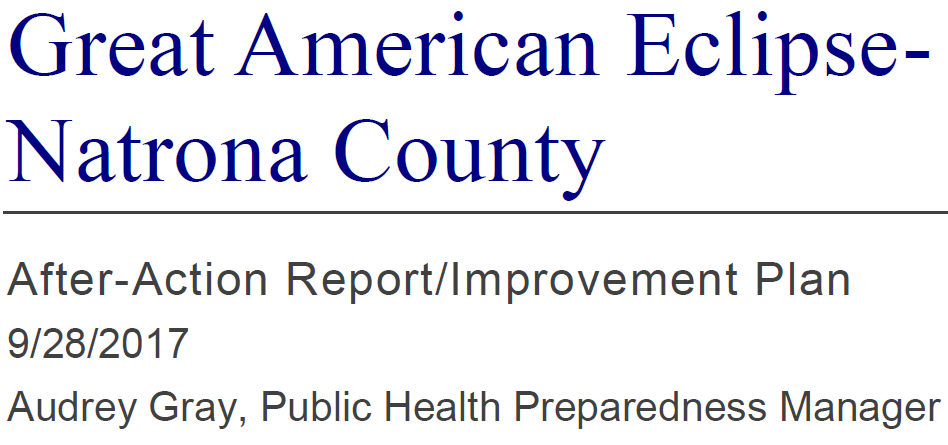 Great American Eclipse-
Natrona County
After-Action Report/Improvement Plan
9/28/2017
Audrey Gray, Public Health Preparedness Manager